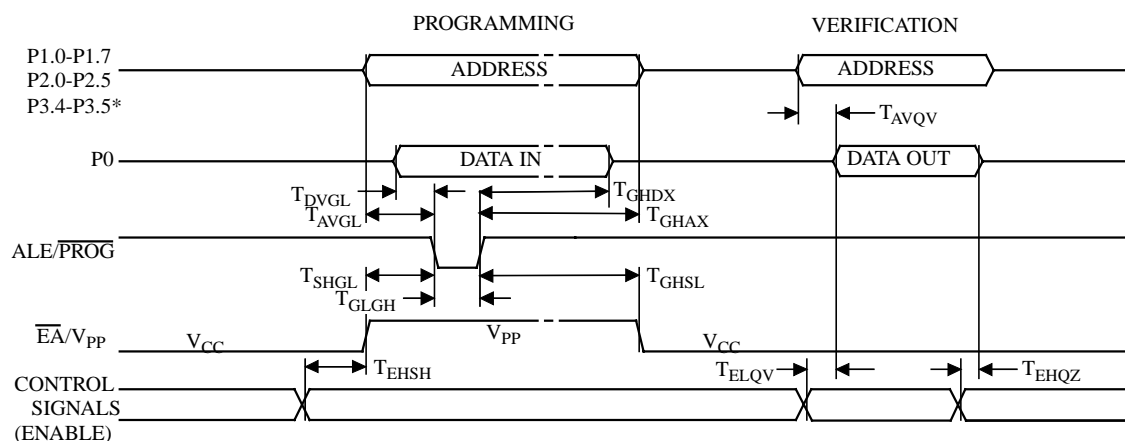 PROGRAMMING
VERIFICATION
P1.0-P1.7
P2.0-P2.5
P3.4-P3.5*
ADDRESS
ADDRESS
TAVQV
P0
DATA IN
DATA OUT
TDVGL
TGHDX
TAVGL
TGHAX
ALE/PROG
TSHGL
TGHSL
TGLGH
EA/VPP
VCC
VPP
VCC
TEHSH
TELQV
TEHQZ
CONTROL
SIGNALS
(ENABLE)